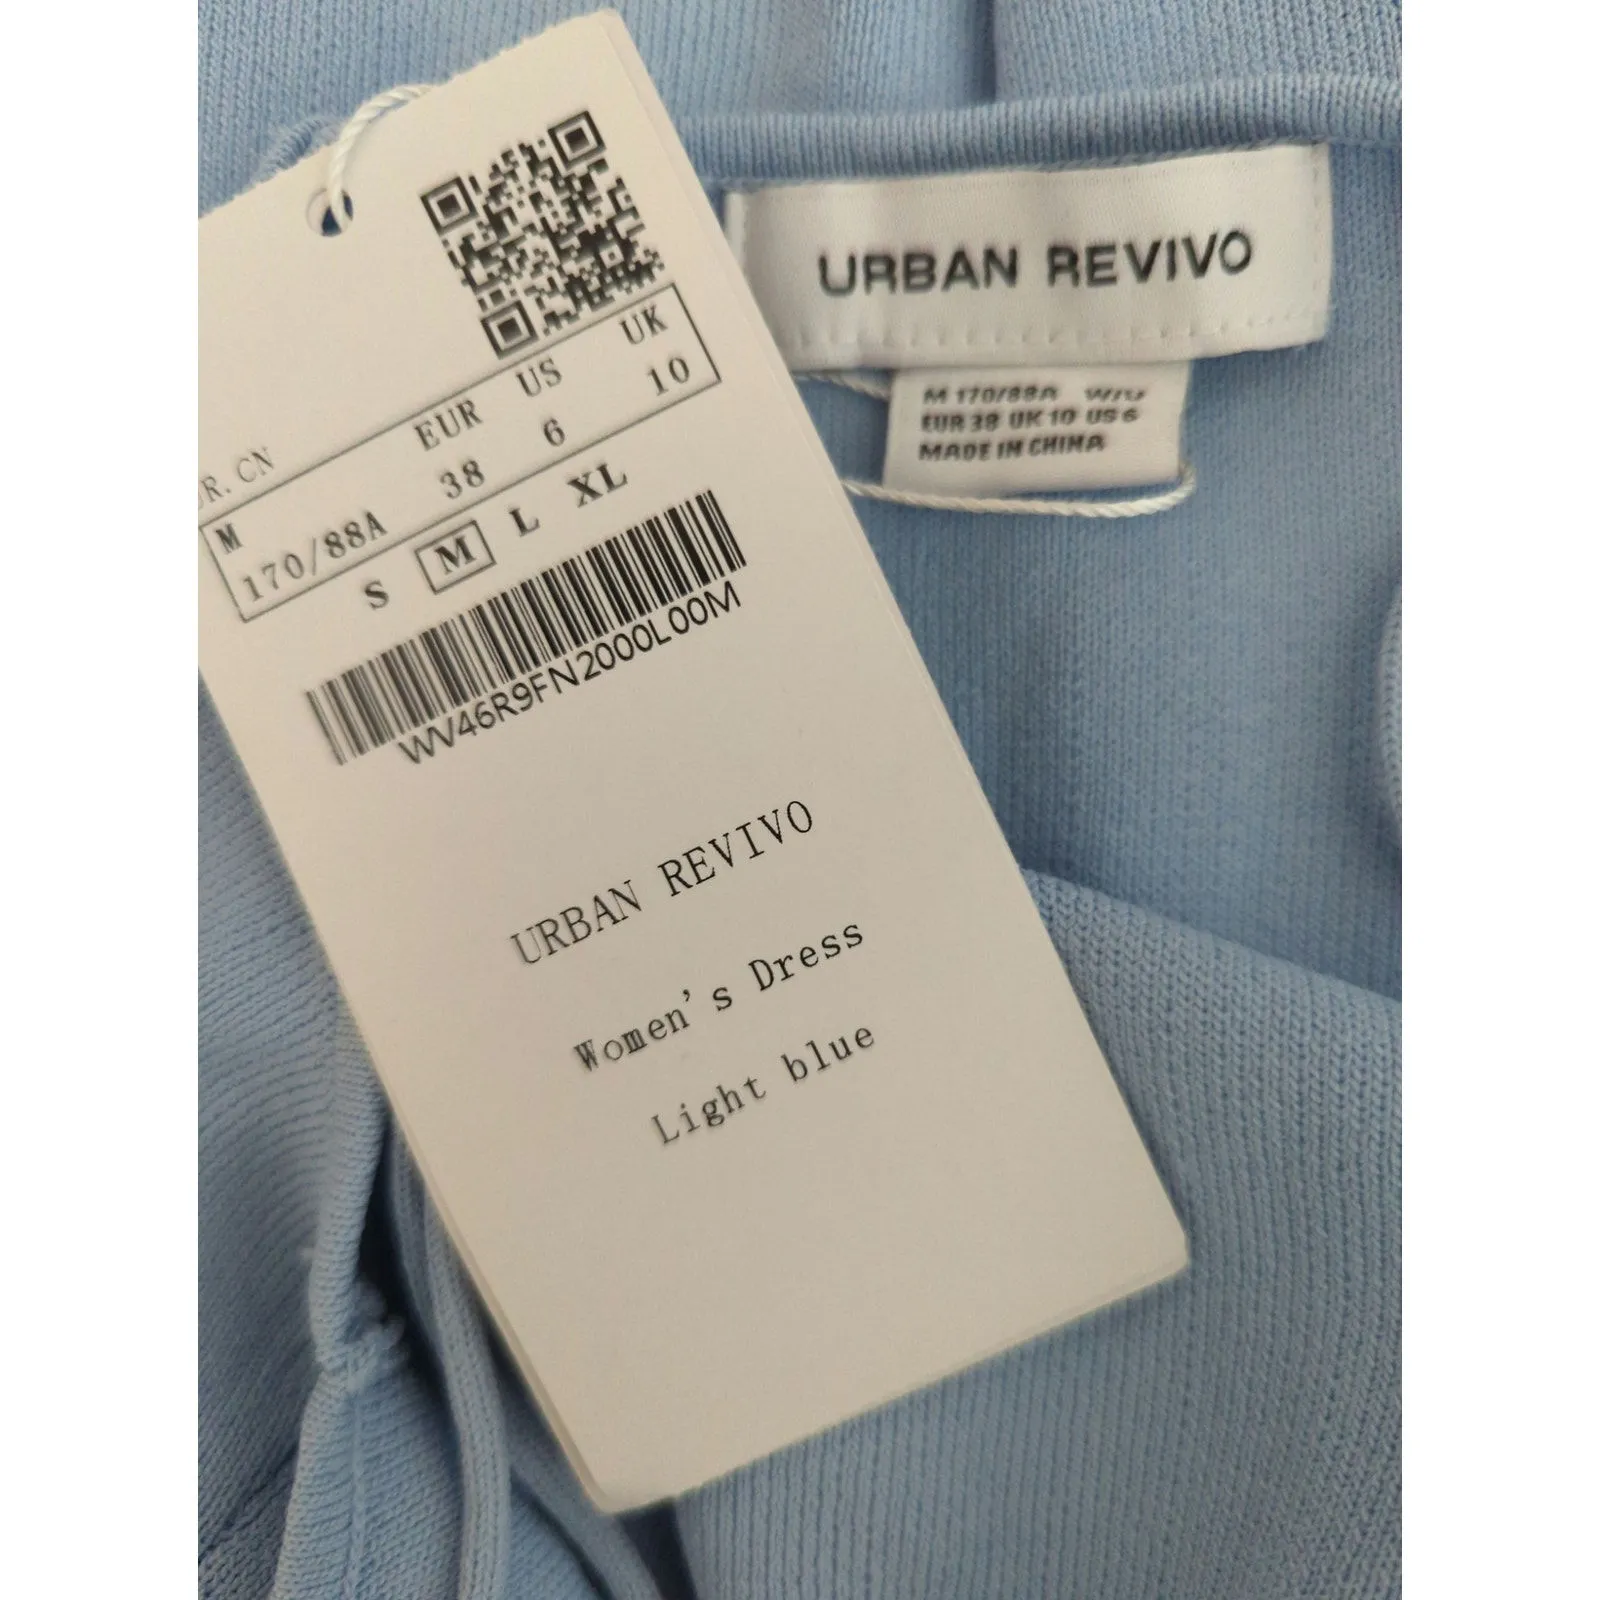 UR. CN EUR US UK
M
170/88A 38 6 10
S M L XL
WV46R9FN2000L00M
URBAN REVIVO
Women's Dress
Light blue
URBAN REVIVO
M 170/88A W/U
EUR 38 UK 10 US 6
MADE IN CHINA